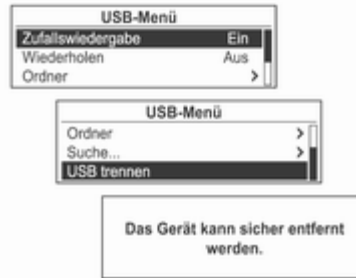 USB-Menü
Zufallswiedergabe Ein
Wiederholen Aus
Ordner >
USB-Menü
Ordner >
Suche... >
USB trennen
Das Gerät kann sicher entfernt
werden.